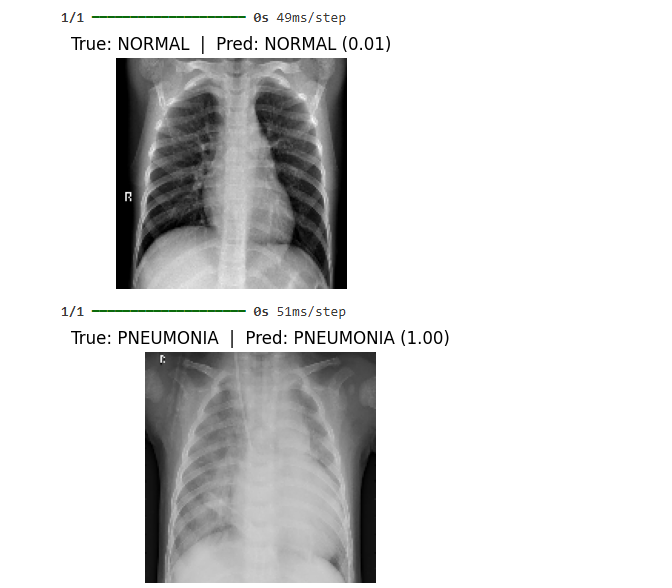 1/1 ━━━━━━━━━━━━━━━━━━━━ 0s 49ms/step
True: NORMAL | Pred: NORMAL (0.01)
R
1/1 ━━━━━━━━━━━━━━━━━━━━ 0s 51ms/step
True: PNEUMONIA | Pred: PNEUMONIA (1.00)